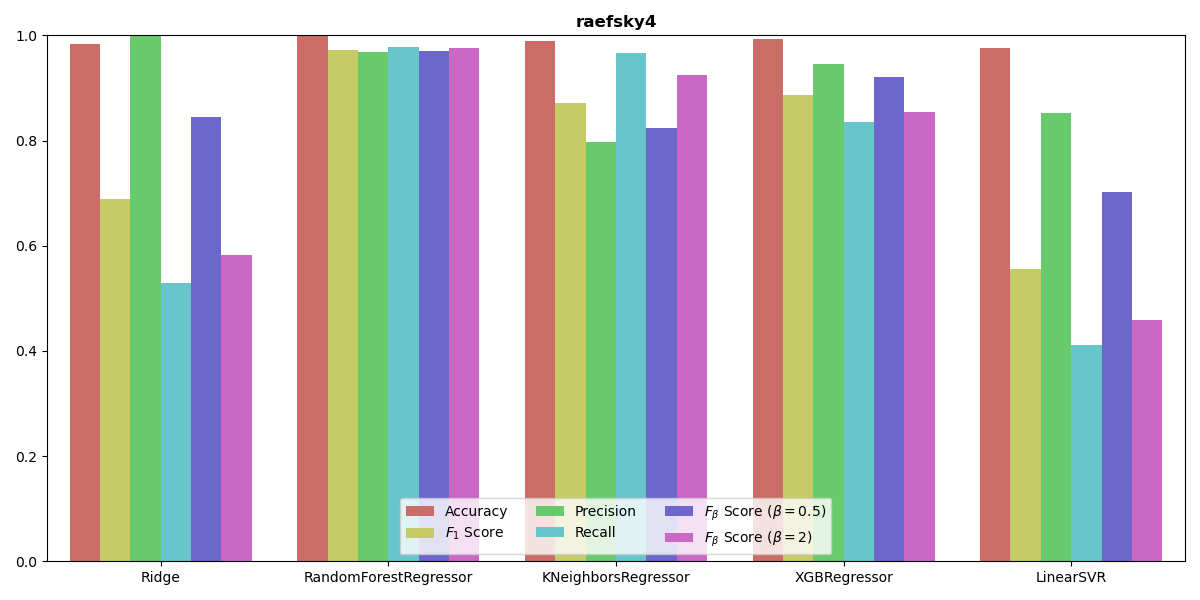 raefsky4
1.0
0.8
0.6
0.4
0.2
0.0
Accuracy
F₁ Score
Precision
Recall
Fᵦ Score (β = 0.5)
Fᵦ Score (β = 2)
Ridge
RandomForestRegressor
KNeighborsRegressor
XGBRegressor
LinearSVR